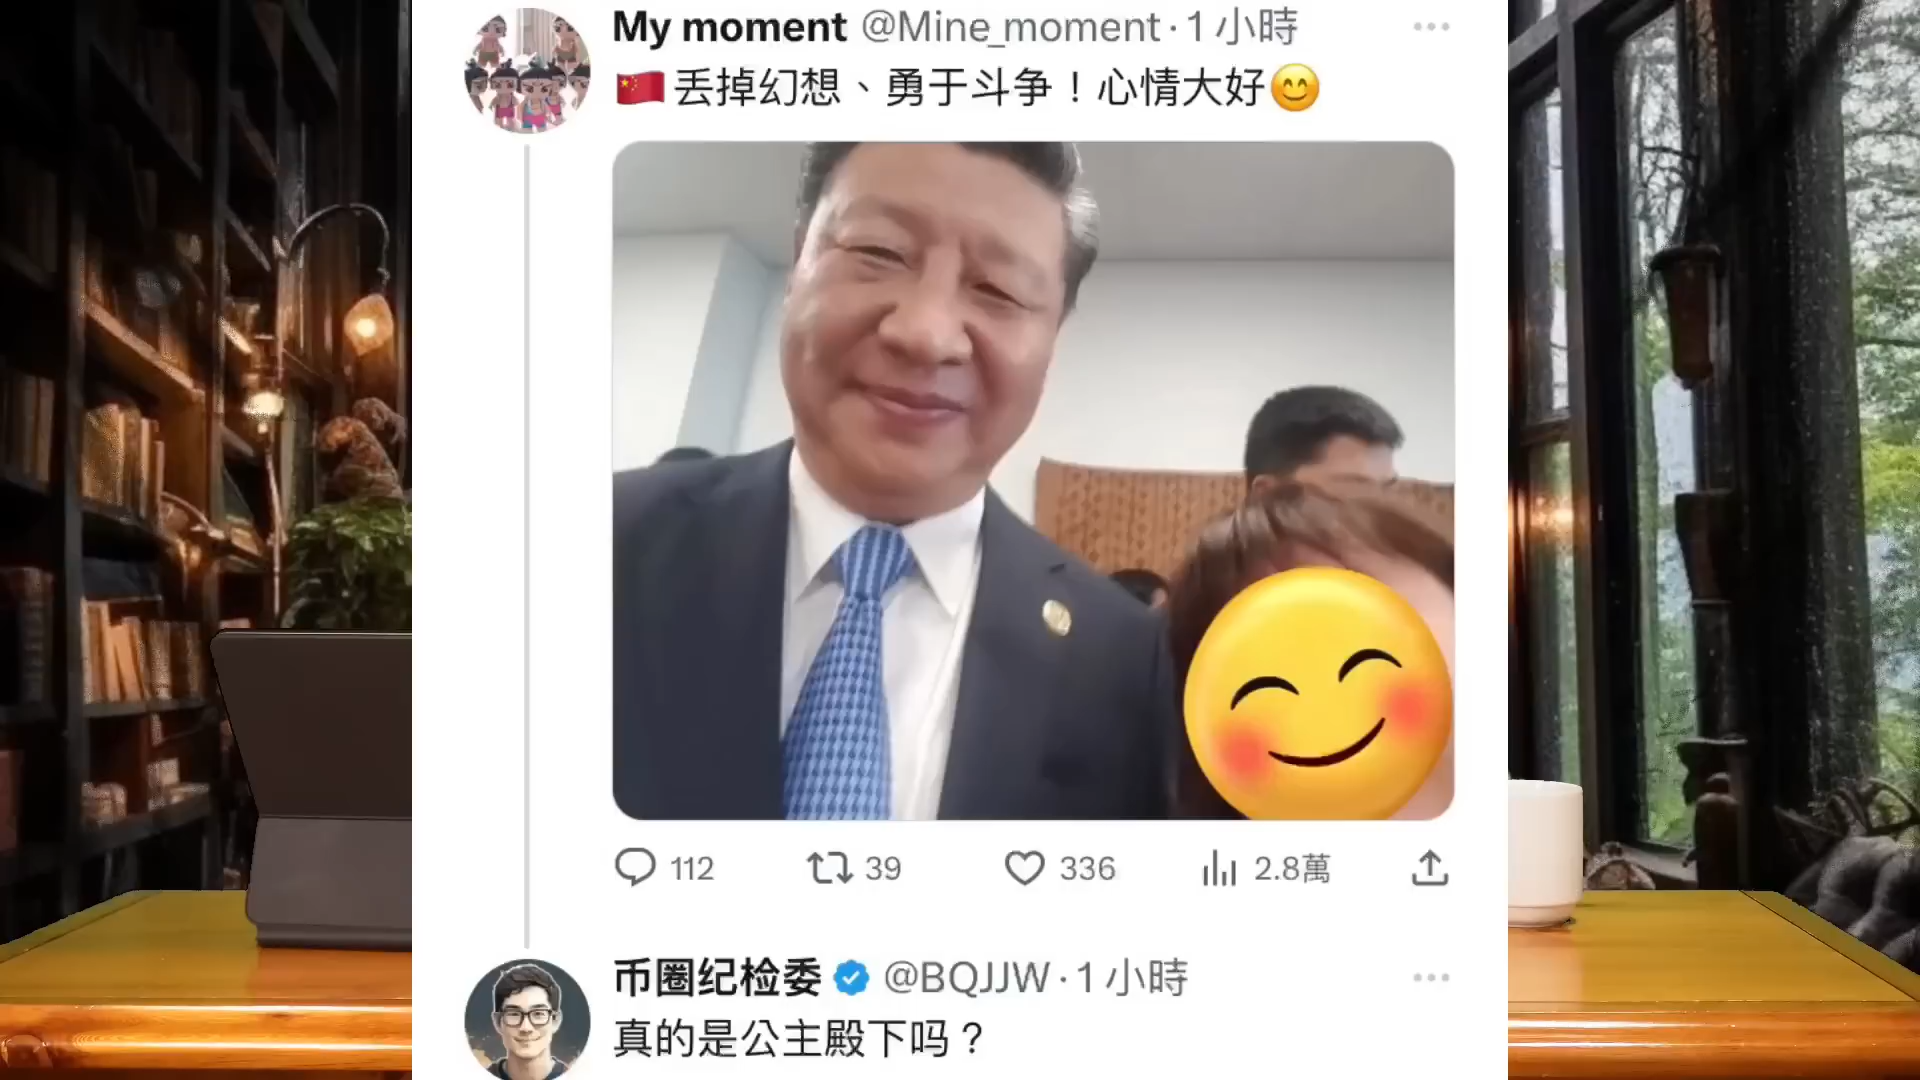 My moment @Mine_moment · 1 小時
🇨🇳丢掉幻想、勇于斗争！心情大好😊
112 39 336 2.8萬
币圈纪检委 @BQJJW · 1 小時
真的是公主殿下吗？